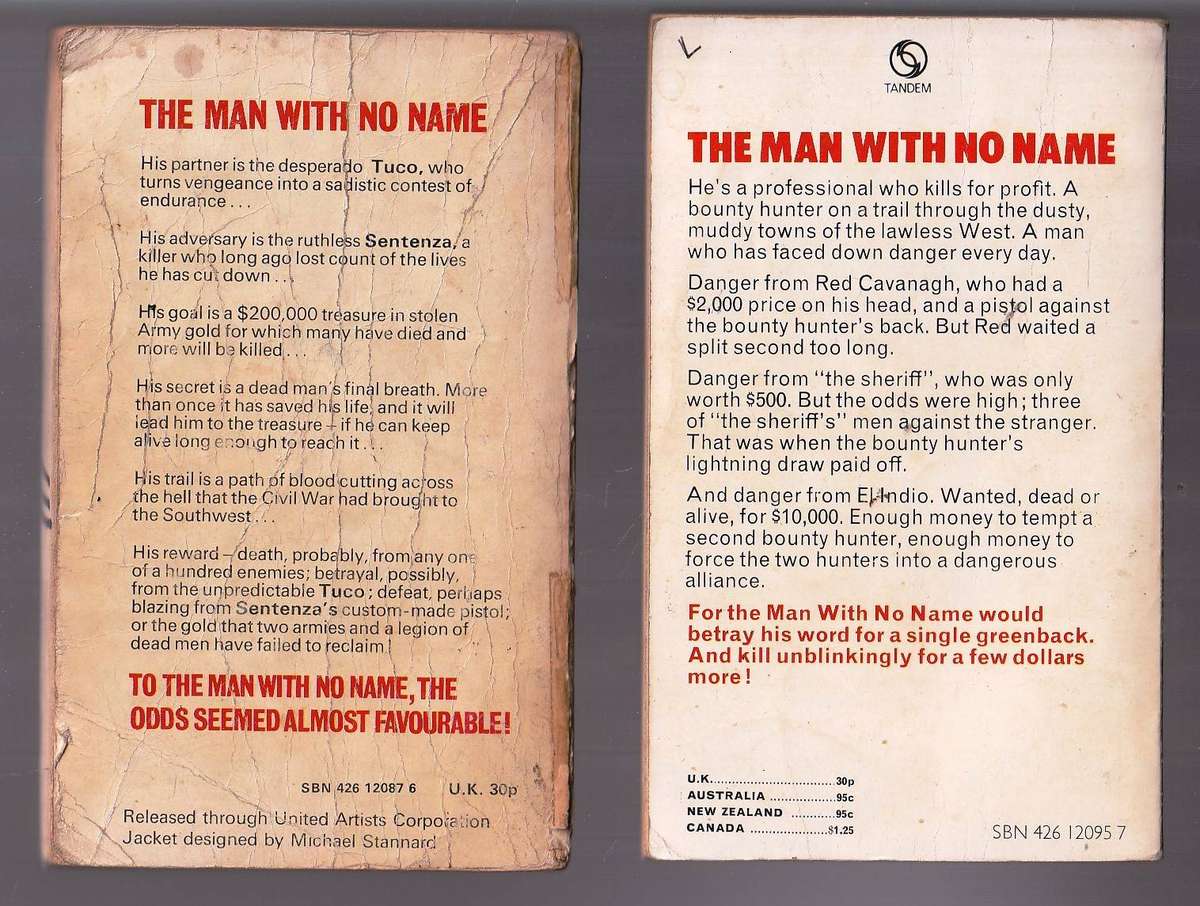 THE MAN WITH NO NAME
His partner is the desperado Tuco, who
turns vengeance into a sadistic contest of
endurance . . .
His adversary is the ruthless Sentenza, a
killer who long ago lost count of the lives
he has cut down . . .
His goal is a $200,000 treasure in stolen
Army gold for which many have died and
more will be killed . . .
His secret is a dead man's final breath. More
than once it has saved his life, and it will
lead him to the treasure – if he can keep
alive long enough to reach it . . .
His trail is a path of blood cutting across
the hell that the Civil War had brought to
the Southwest . . .
His reward – death, probably, from any one
of a hundred enemies; betrayal, possibly,
from the unpredictable Tuco; defeat, perhaps
blazing from Sentenza's custom-made pistol;
or the gold that two armies and a legion of
dead men have failed to reclaim!
TO THE MAN WITH NO NAME, THE
ODDS SEEMED ALMOST FAVOURABLE!
SBN 426 12087 6 U.K. 30p
Released through United Artists Corporation
Jacket designed by Michael Stannard
TANDEM
THE MAN WITH NO NAME
He's a professional who kills for profit. A
bounty hunter on a trail through the dusty,
muddy towns of the lawless West. A man
who has faced down danger every day.
Danger from Red Cavanagh, who had a
$2,000 price on his head, and a pistol against
the bounty hunter's back. But Red waited a
split second too long.
Danger from "the sheriff", who was only
worth $500. But the odds were high; three
of "the sheriff's" men against the stranger.
That was when the bounty hunter's
lightning draw paid off.
And danger from El Indio. Wanted, dead or
alive, for $10,000. Enough money to tempt a
second bounty hunter, enough money to
force the two hunters into a dangerous
alliance.
For the Man With No Name would
betray his word for a single greenback.
And kill unblinkingly for a few dollars
more!
U.K. .......................... 30p
AUSTRALIA ................ 95c
NEW ZEALAND ........... 95c
CANADA ................... $1.25
SBN 426 12095 7